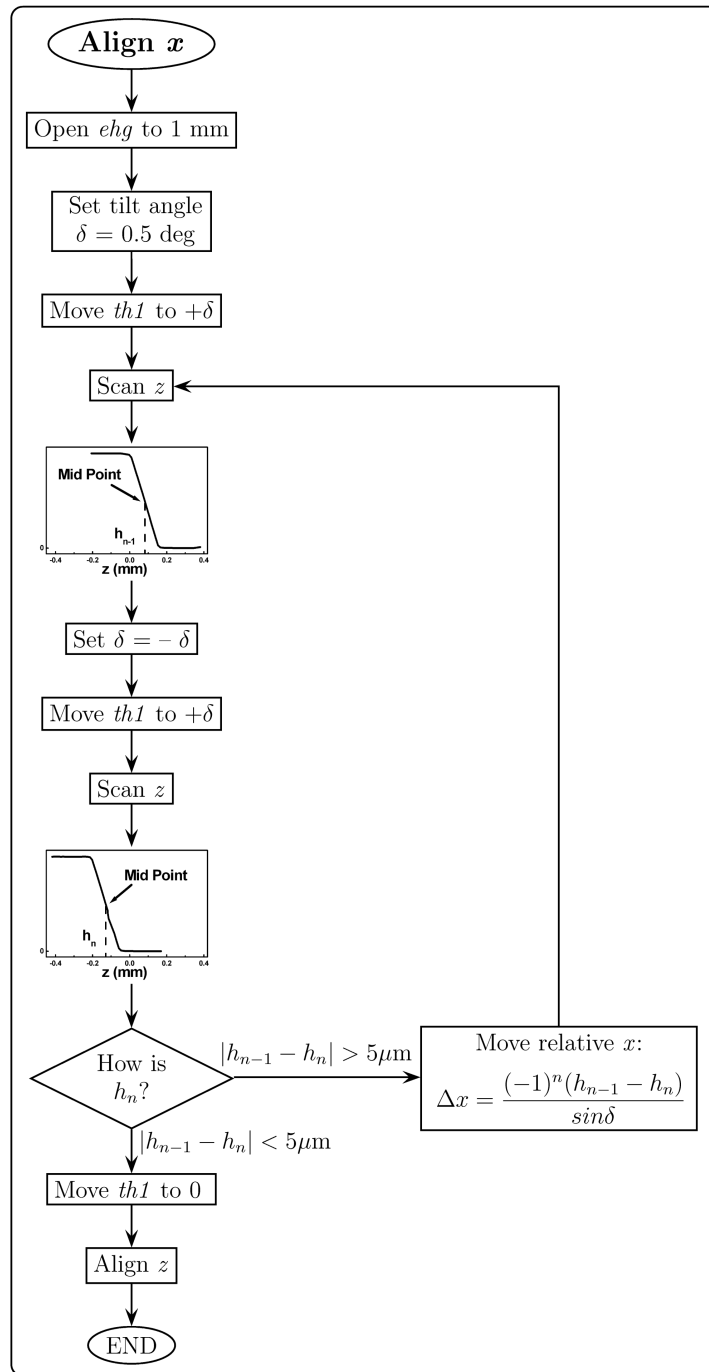 Align x
Open ehg to 1 mm
Set tilt angle
δ = 0.5 deg
Move th1 to +δ
Scan z
Mid Point
h_{n-1}
0
-0.4 -0.2 0.0 0.2 0.4
z (mm)
Set δ = – δ
Move th1 to +δ
Scan z
Mid Point
h_n
0
-0.4 -0.2 0.0 0.2 0.4
z (mm)
How is
h_n?
|h_{n-1} − h_n| > 5μm
Move relative x:
Δx = \frac{(-1)^n(h_{n-1} − h_n)}{sinδ}
|h_{n-1} − h_n| < 5μm
Move th1 to 0
Align z
END